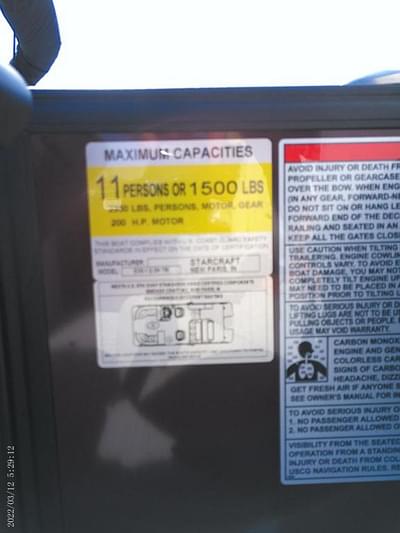 MAXIMUM CAPACITIES
11 PERSONS OR 1500 LBS
LBS, PERSONS, MOTOR, GEAR
200 H.P. MOTOR
THIS BOAT COMPLIES WITH U.S. COAST GUARD SAFETY
STANDARDS IN EFFECT ON THE DATE OF CERTIFICATION
MANUFACTURER: STARCRAFT
MODEL NEW PARIS, IN
AVOID INJURY OR DEATH FR
PROPELLER OR GEARCASE
OVER THE BOW. WHEN ENG
(IN ANY GEAR, FORWARD-N
DO NOT SIT ON OR HANG LE
FORWARD END OF THE DEC
RAILING AND SEATED IN AN
KEEP ALL THE GATES CLOSE
USE CAUTION WHEN TILTING
TRAILERING. ENGINE COWLIN
CONTROLS VARY. TO AVOID E
BOAT DAMAGE, YOU MAY NOT
COMPLETELY TILT ENGINE UP
MAY NEED TO BE PLACED IN A
POSITION PRIOR TO TILTING U
TO AVOID SERIOUS INJURY OR
LIFTING LUGS ARE NOT TO BE U
PULLING OBJECTS OR PEOPLE.
USAGE MAY VOID WARRANTY.
CARBON MONOX
ENGINE AND GENE
COLORLESS CAR
SIGNS OF CARBO
HEADACHE, DIZZI
GET FRESH AIR IF ANYONE S
SEE OWNER'S MANUAL FOR IN
TO AVOID SERIOUS INJURY O
1. NO PASSENGER ALLOWED
2. NO PASSENGER ALLOWED O
VISIBILITY FROM THE SEATED
OPERATION FROM A STANDING
INJURY OR DEATH FROM COL
USCG NAVIGATION RULES. RE
2022/03/12 5:29:12